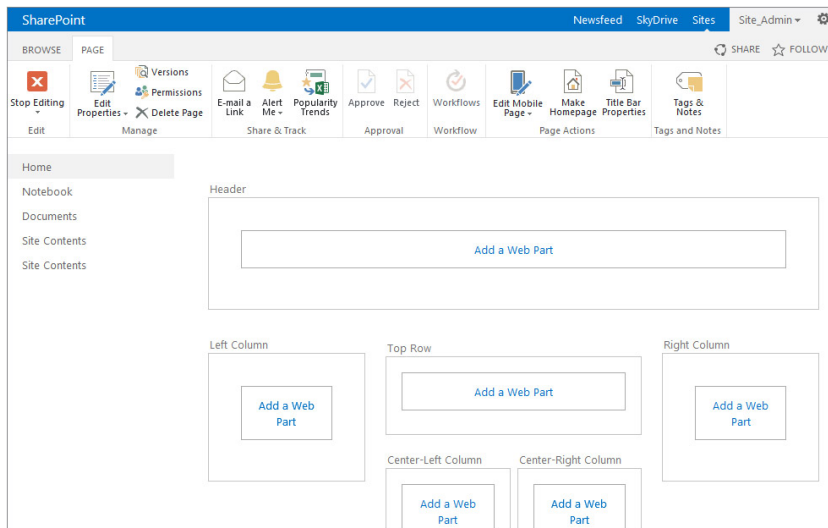 SharePoint
Newsfeed SkyDrive Sites Site_Admin
BROWSE PAGE SHARE FOLLOW
Stop Editing
Edit
Edit Properties
Versions
Permissions
Delete Page
Manage
E-mail a Link
Alert Me
Popularity Trends
Share & Track
Approve Reject
Approval
Workflows
Workflow
Edit Mobile Page
Make Homepage
Title Bar Properties
Page Actions
Tags & Notes
Tags and Notes
Home
Notebook
Documents
Site Contents
Site Contents
Header
Add a Web Part
Left Column
Add a Web
Part
Top Row
Add a Web Part
Right Column
Add a Web
Part
Center-Left Column
Add a Web
Part
Center-Right Column
Add a Web
Part